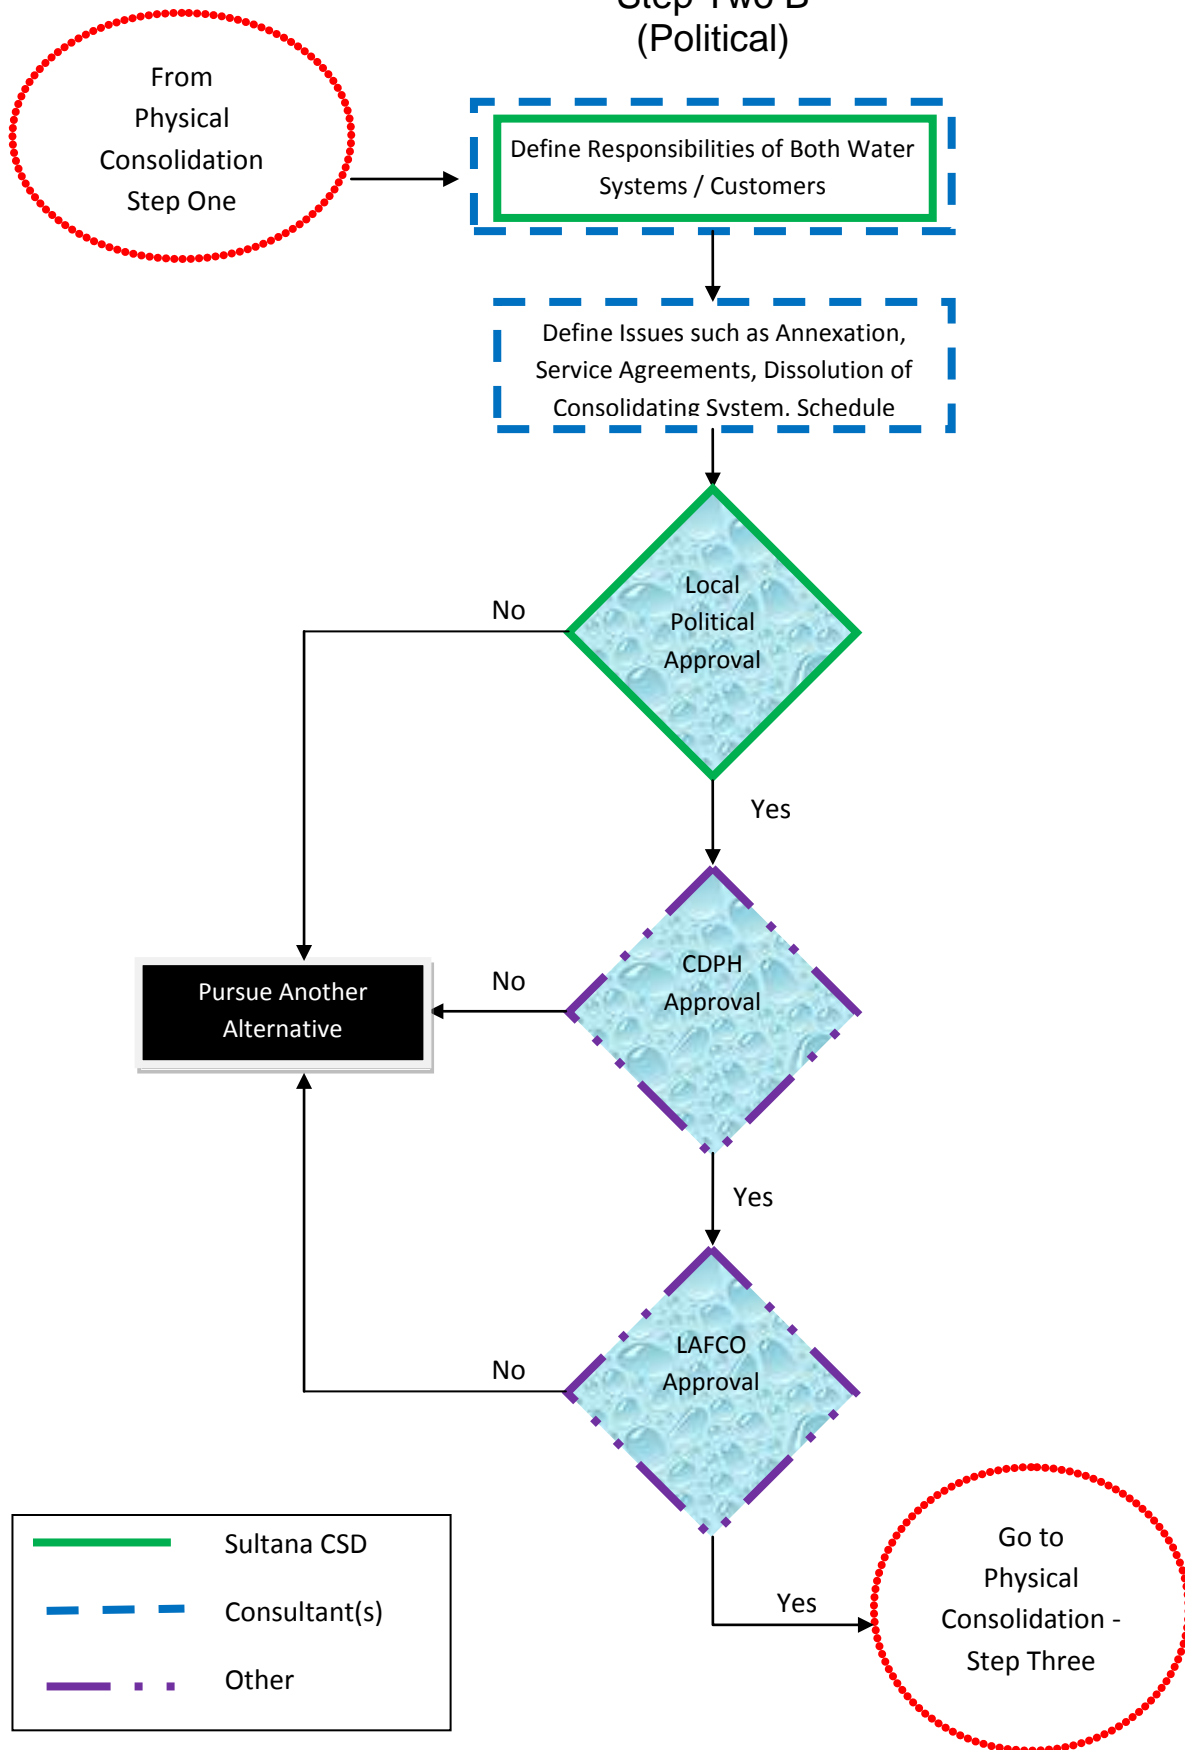 Step Two B
(Political)
From
Physical
Consolidation
Step One
Define Responsibilities of Both Water
Systems / Customers
Define Issues such as Annexation,
Service Agreements, Dissolution of
Consolidating System, Schedule
Local
Political
Approval
No
Yes
CDPH
Approval
No
Pursue Another
Alternative
Yes
LAFCO
Approval
No
Yes
Go to
Physical
Consolidation -
Step Three
Sultana CSD
Consultant(s)
Other